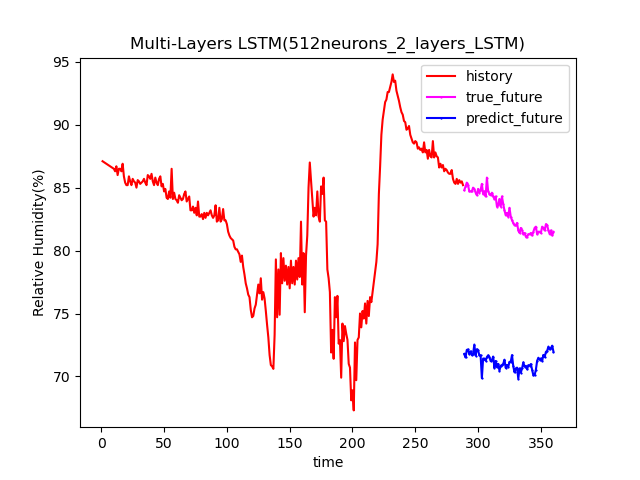 Multi-Layers LSTM(512neurons_2_layers_LSTM)
history
true_future
predict_future
Relative Humidity(%)
95
90
85
80
75
70
0 50 100 150 200 250 300 350
time